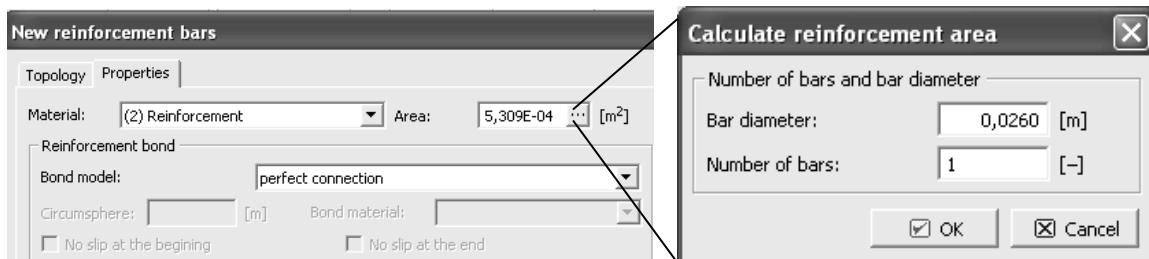 New reinforcement bars
Topology Properties
Material: (2) Reinforcement Area: 5,309E-04 ... [m²]
Reinforcement bond
Bond model: perfect connection
Circumsphere: [m] Bond material:
No slip at the begining No slip at the end
Calculate reinforcement area
Number of bars and bar diameter
Bar diameter: 0,0260 [m]
Number of bars: 1 [–]
OK Cancel